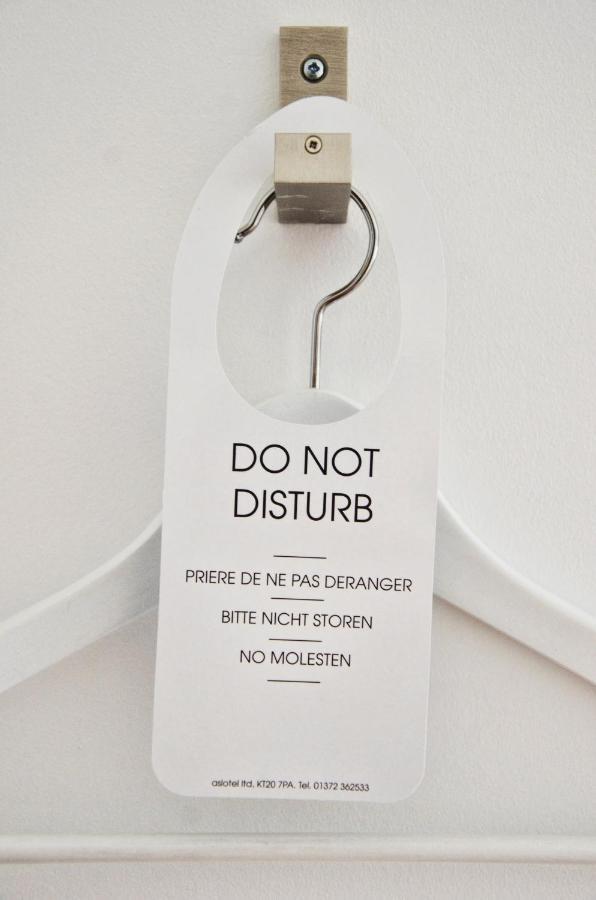 DO NOT
DISTURB
PRIERE DE NE PAS DERANGER
BITTE NICHT STOREN
NO MOLESTEN
aslotel ltd. KT20 7PA. Tel. 01372 362533